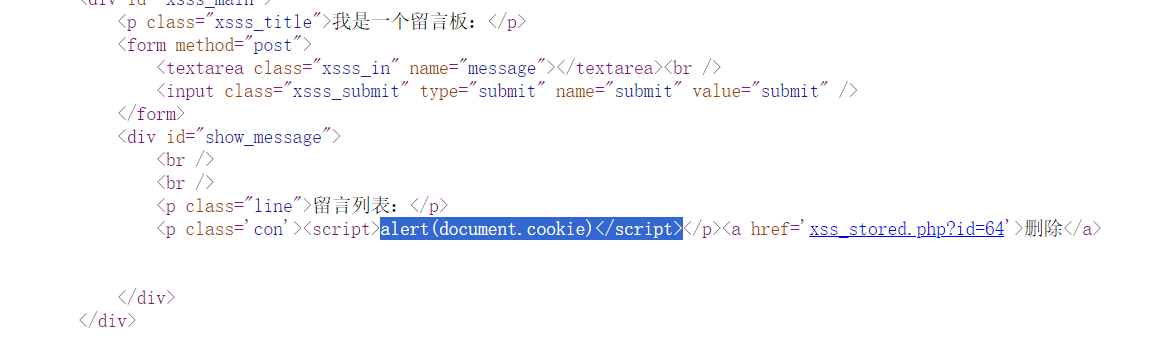 <div id="xsss_main">
<p class="xsss_title">我是一个留言板：</p>
<form method="post">
<textarea class="xsss_in" name="message"></textarea><br />
<input class="xsss_submit" type="submit" name="submit" value="submit" />
</form>
<div id="show_message">
<br />
<br />
<p class="line">留言列表：</p>
<p class='con'><script>alert(document.cookie)</script></p><a href='xss_stored.php?id=64'>删除</a>
</div>
</div>